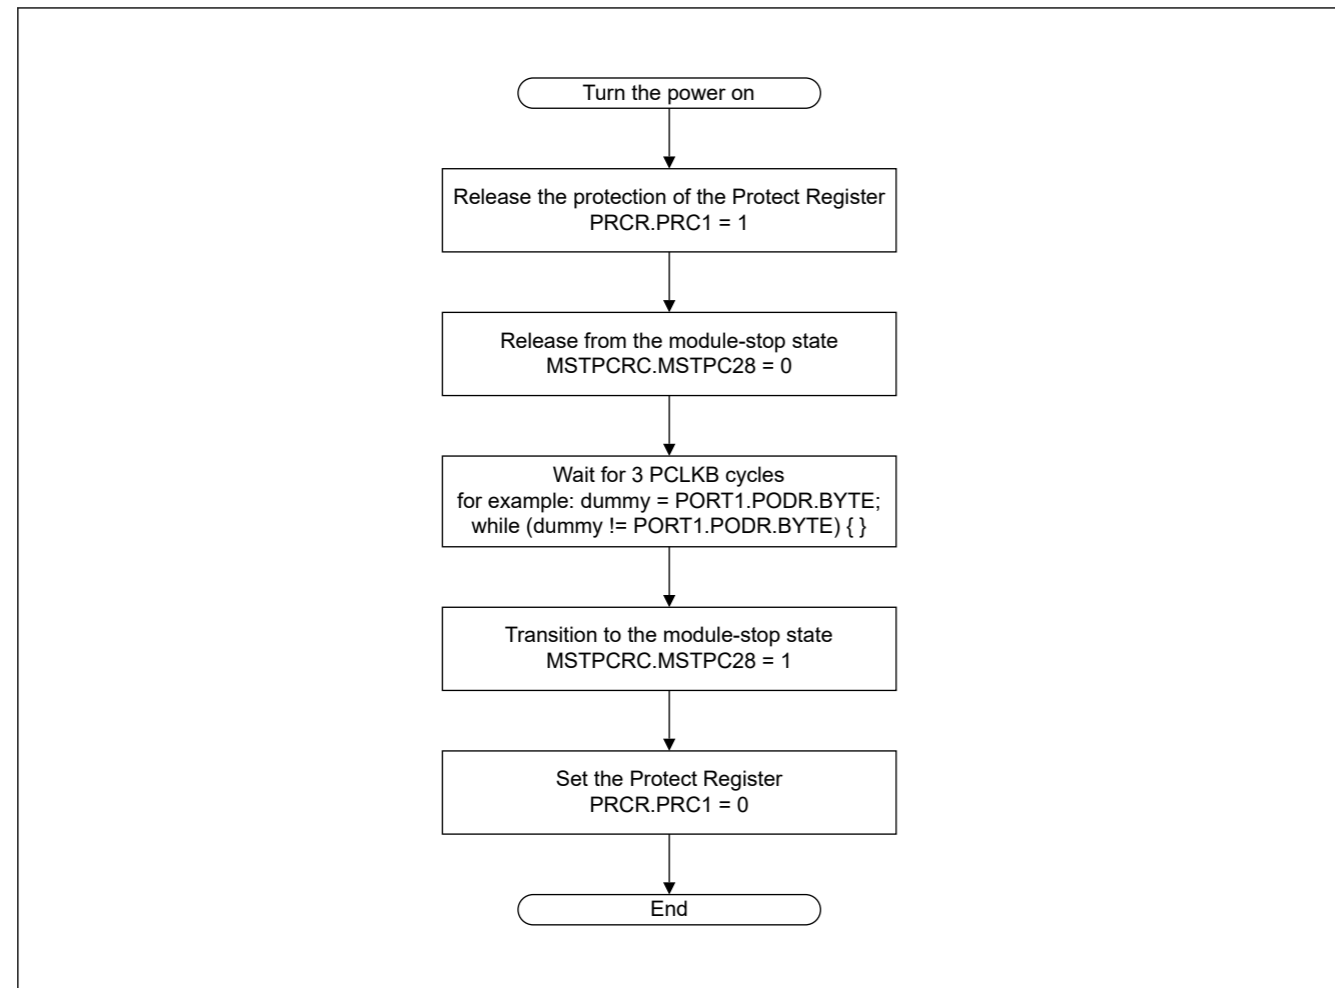 Turn the power on
Release the protection of the Protect Register
PRCR.PRC1 = 1
Release from the module-stop state
MSTPCRC.MSTPC28 = 0
Wait for 3 PCLKB cycles
for example: dummy = PORT1.PODR.BYTE;
while (dummy != PORT1.PODR.BYTE) { }
Transition to the module-stop state
MSTPCRC.MSTPC28 = 1
Set the Protect Register
PRCR.PRC1 = 0
End